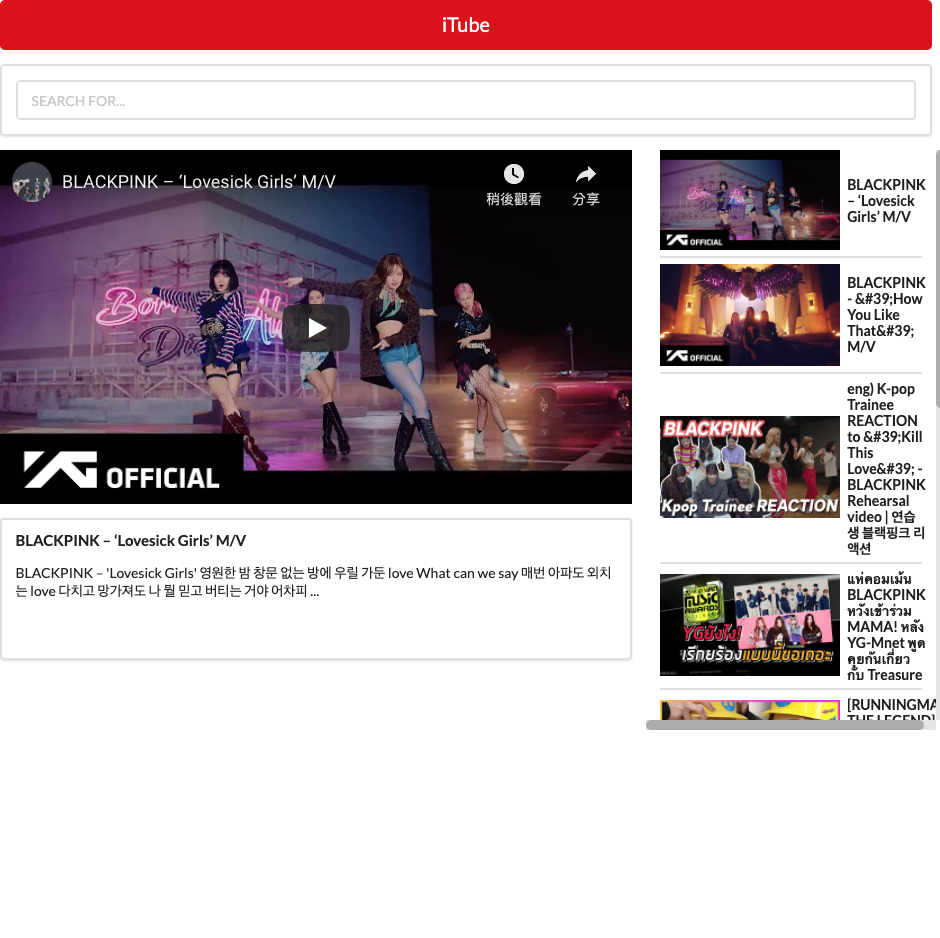 iTube
SEARCH FOR...
BLACKPINK – ‘Lovesick Girls’ M/V
稍後觀看
分享
Born
Die
OFFICIAL
BLACKPINK – ‘Lovesick Girls’ M/V
BLACKPINK – 'Lovesick Girls' 영원한 밤 창문 없는 방에 우릴 가둔 love What can we say 매번 아파도 외치
는 love 다치고 망가져도 나 뭘 믿고 버티는 거야 어차피 ...
OFFICIAL
BLACKPINK
– ‘Lovesick
Girls’ M/V
OFFICIAL
BLACKPINK
- &#39;How
You Like
That&#39;
M/V
BLACKPINK
Kpop Trainee REACTION
eng) K-pop
Trainee
REACTION
to &#39;Kill
This
Love&#39; -
BLACKPINK
Rehearsal
video | 연습
생 블랙핑크 리
액션
MUSIC
AWARDS
YGยังไง!
เรียกร้องแบบนี้ขอเถอะ
แห่คอมเม้น
BLACKPINK
หวังเข้าร่วม
MAMA! หลัง
YG-Mnet พูด
คุยกันเกี่ยว
กับ Treasure
[RUNNINGMA
THE LEGEND]